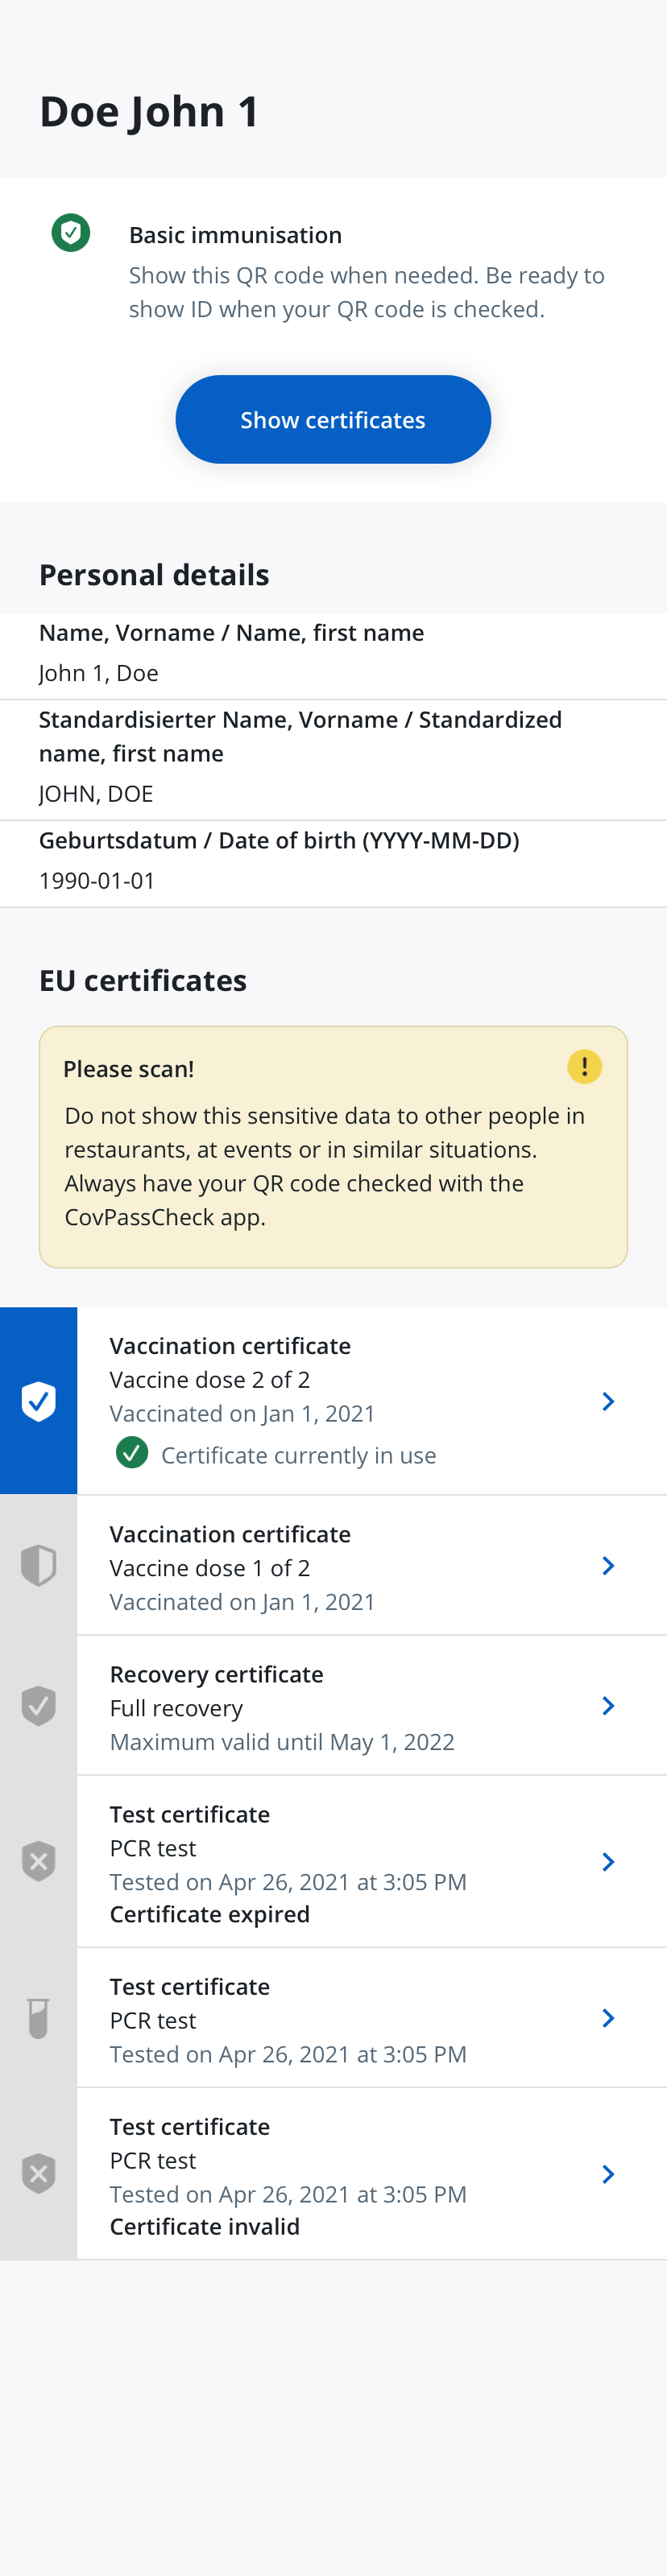 Doe John 1
Basic immunisation
Show this QR code when needed. Be ready to
show ID when your QR code is checked.
Show certificates
Personal details
Name, Vorname / Name, first name
John 1, Doe
Standardisierter Name, Vorname / Standardized
name, first name
JOHN, DOE
Geburtsdatum / Date of birth (YYYY-MM-DD)
1990-01-01
EU certificates
Please scan!
Do not show this sensitive data to other people in
restaurants, at events or in similar situations.
Always have your QR code checked with the
CovPassCheck app.
Vaccination certificate
Vaccine dose 2 of 2
Vaccinated on Jan 1, 2021
Certificate currently in use
Vaccination certificate
Vaccine dose 1 of 2
Vaccinated on Jan 1, 2021
Recovery certificate
Full recovery
Maximum valid until May 1, 2022
Test certificate
PCR test
Tested on Apr 26, 2021 at 3:05 PM
Certificate expired
Test certificate
PCR test
Tested on Apr 26, 2021 at 3:05 PM
Test certificate
PCR test
Tested on Apr 26, 2021 at 3:05 PM
Certificate invalid